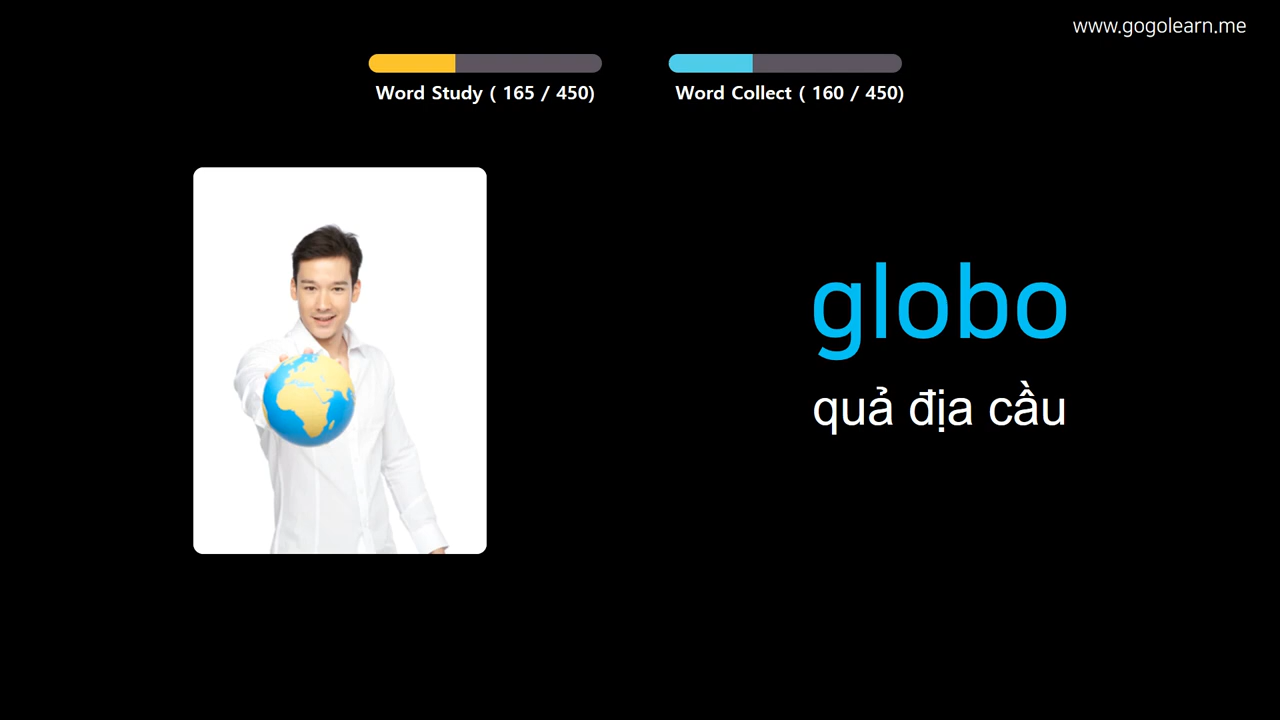 www.gogolearn.me
Word Study ( 165 / 450)
Word Collect ( 160 / 450)
globo
quả địa cầu